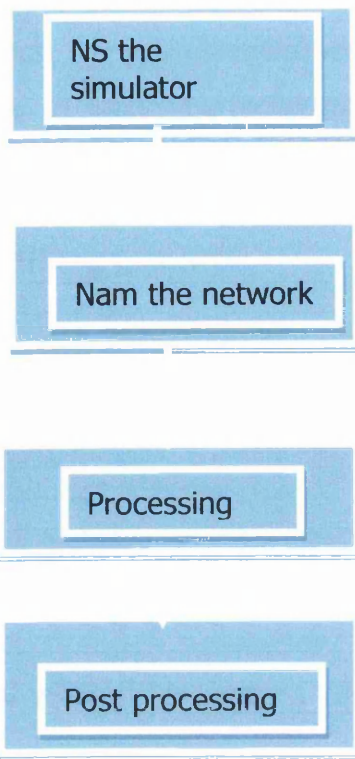 NS the
simulator
Nam the network
Processing
Post processing